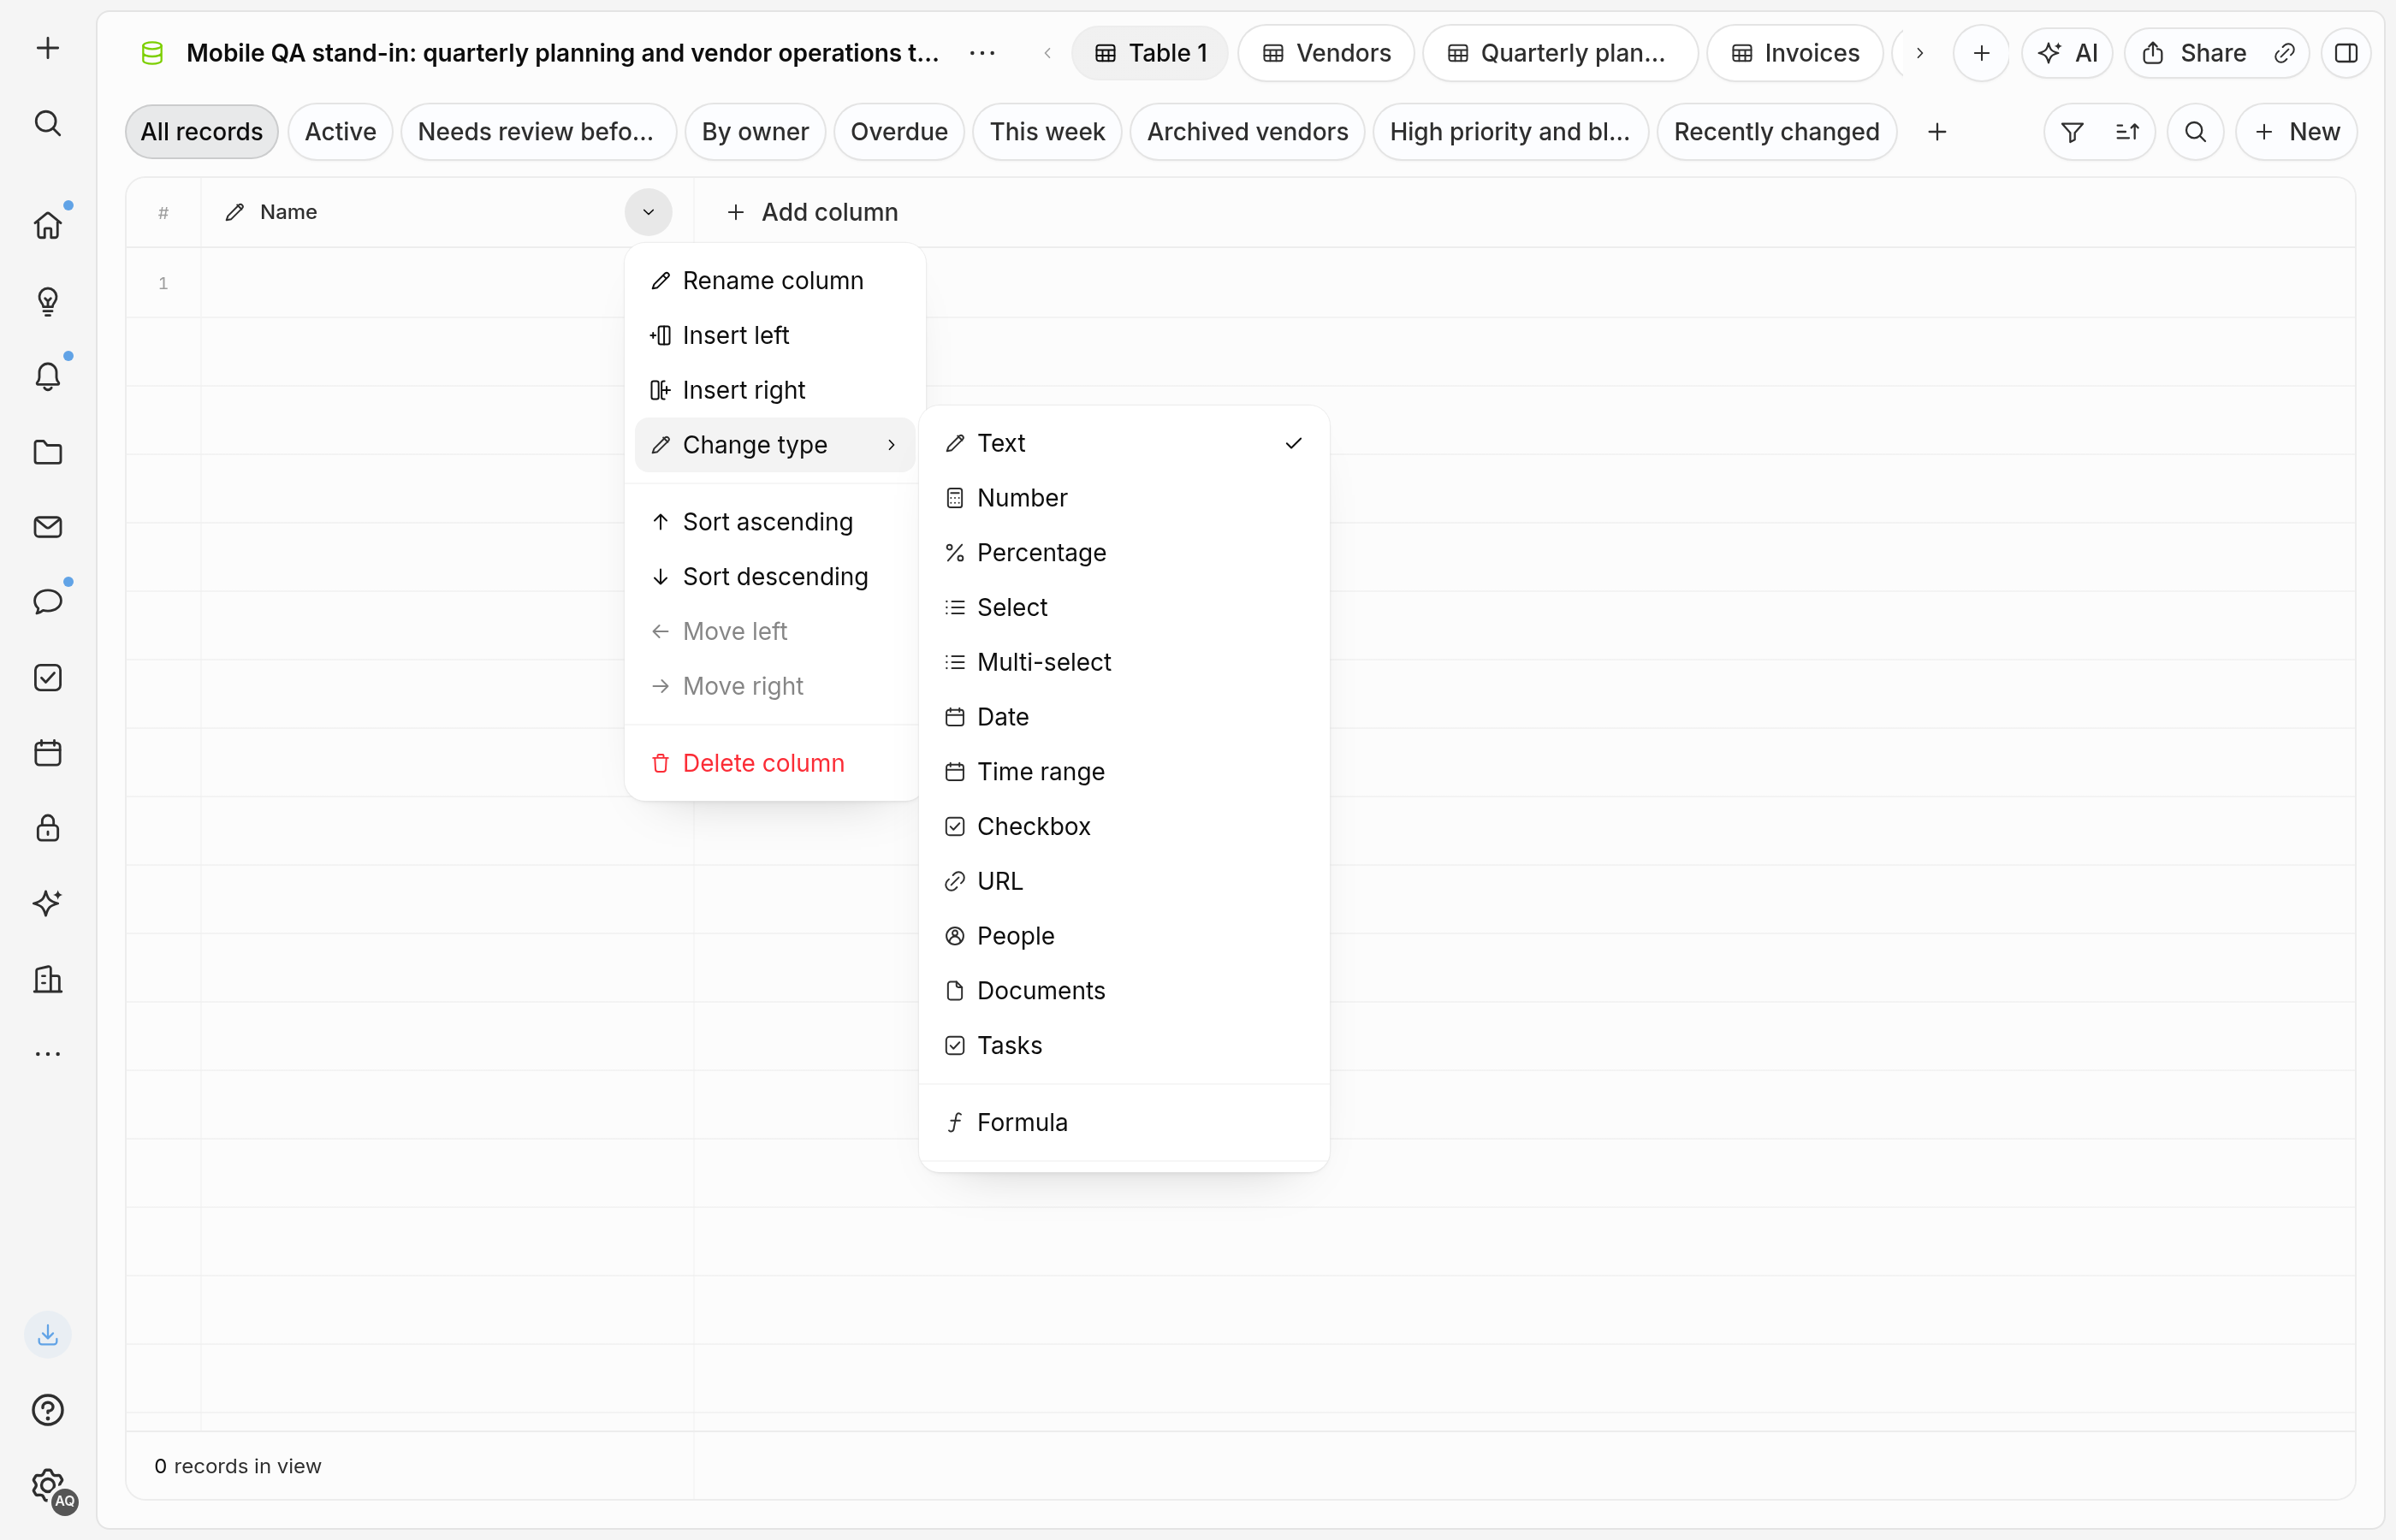 Mobile QA stand-in: quarterly planning and vendor operations t...
Table 1
Vendors
Quarterly plan...
Invoices
AI
Share
All records
Active
Needs review befo...
By owner
Overdue
This week
Archived vendors
High priority and bl...
Recently changed
New
#
Name
Add column
1
Rename column
Insert left
Insert right
Change type
Sort ascending
Sort descending
Move left
Move right
Delete column
Text
Number
Percentage
Select
Multi-select
Date
Time range
Checkbox
URL
People
Documents
Tasks
Formula
0 records in view
AQ